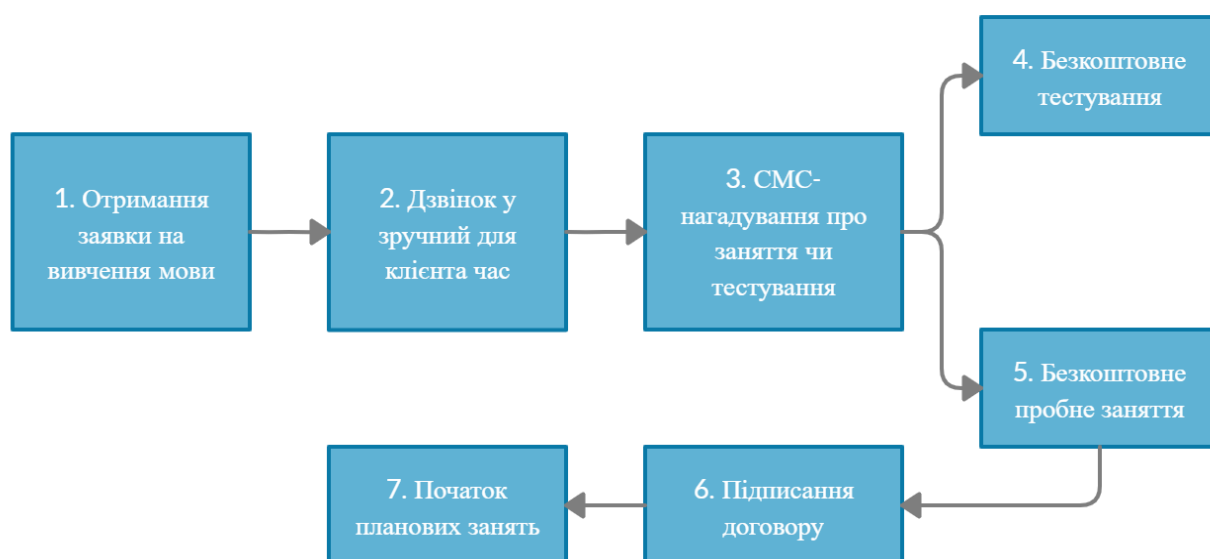 1. Отримання
заявки на
вивчення мови
2. Дзвінок у
зручний для
клієнта час
3. СМС-
нагадування про
заняття чи
тестування
4. Безкоштовне
тестування
5. Безкоштовне
пробне заняття
6. Підписання
договору
7. Початок
планових занять